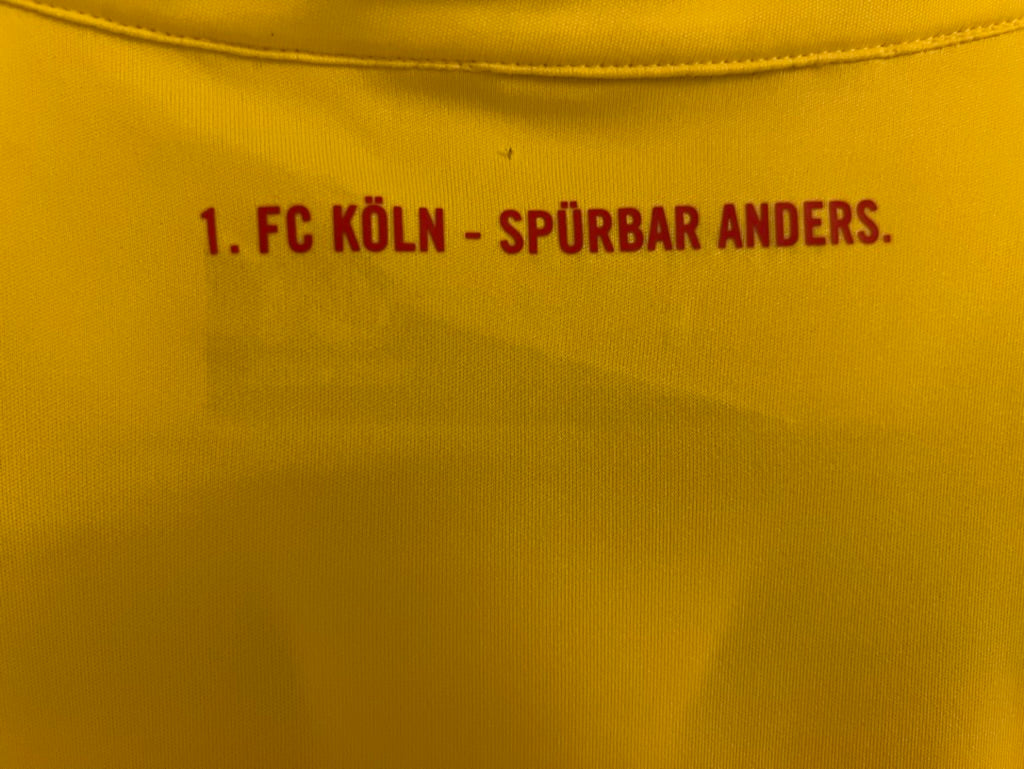 1. FC KÖLN - SPÜRBAR ANDERS.